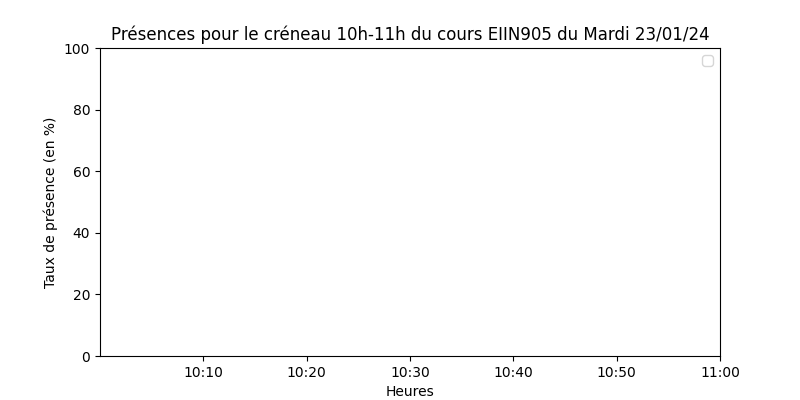 Présences pour le créneau 10h-11h du cours EIIN905 du Mardi 23/01/24
100
80
60
40
20
0
Taux de présence (en %)
10:10 10:20 10:30 10:40 10:50 11:00
Heures